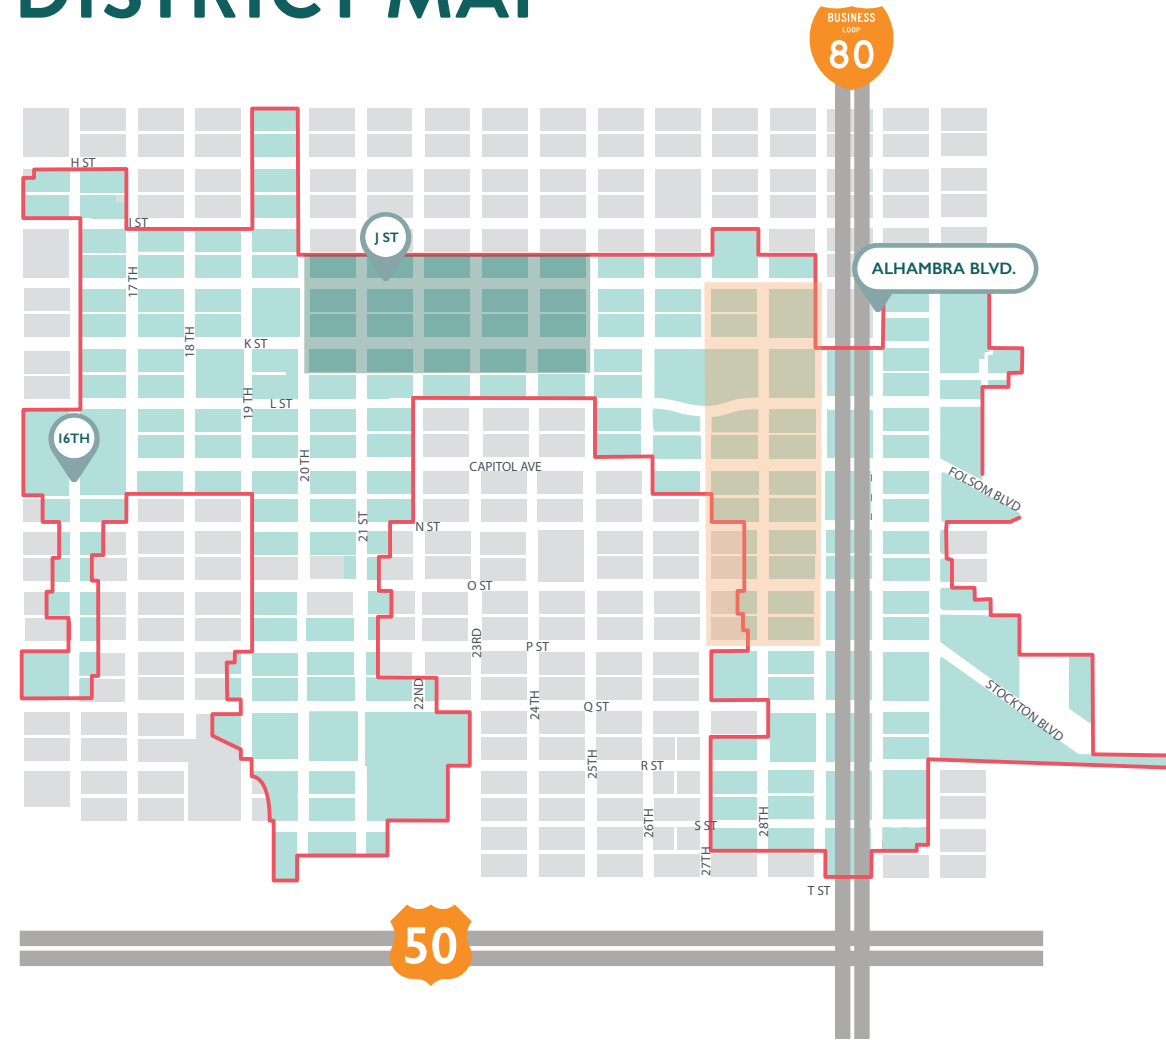 DISTRICT MAP
BUSINESS
LOOP
80
H ST
I ST
J ST
ALHAMBRA BLVD.
17 TH
18 TH
K ST
19 TH
L ST
16TH
20 TH
CAPITOL AVE
FOLSOM BLVD
21 ST
N ST
O ST
23RD
P ST
22ND
24TH
Q ST
STOCKTON BLVD
25TH
R ST
26TH
S ST
28TH
27TH
T ST
50